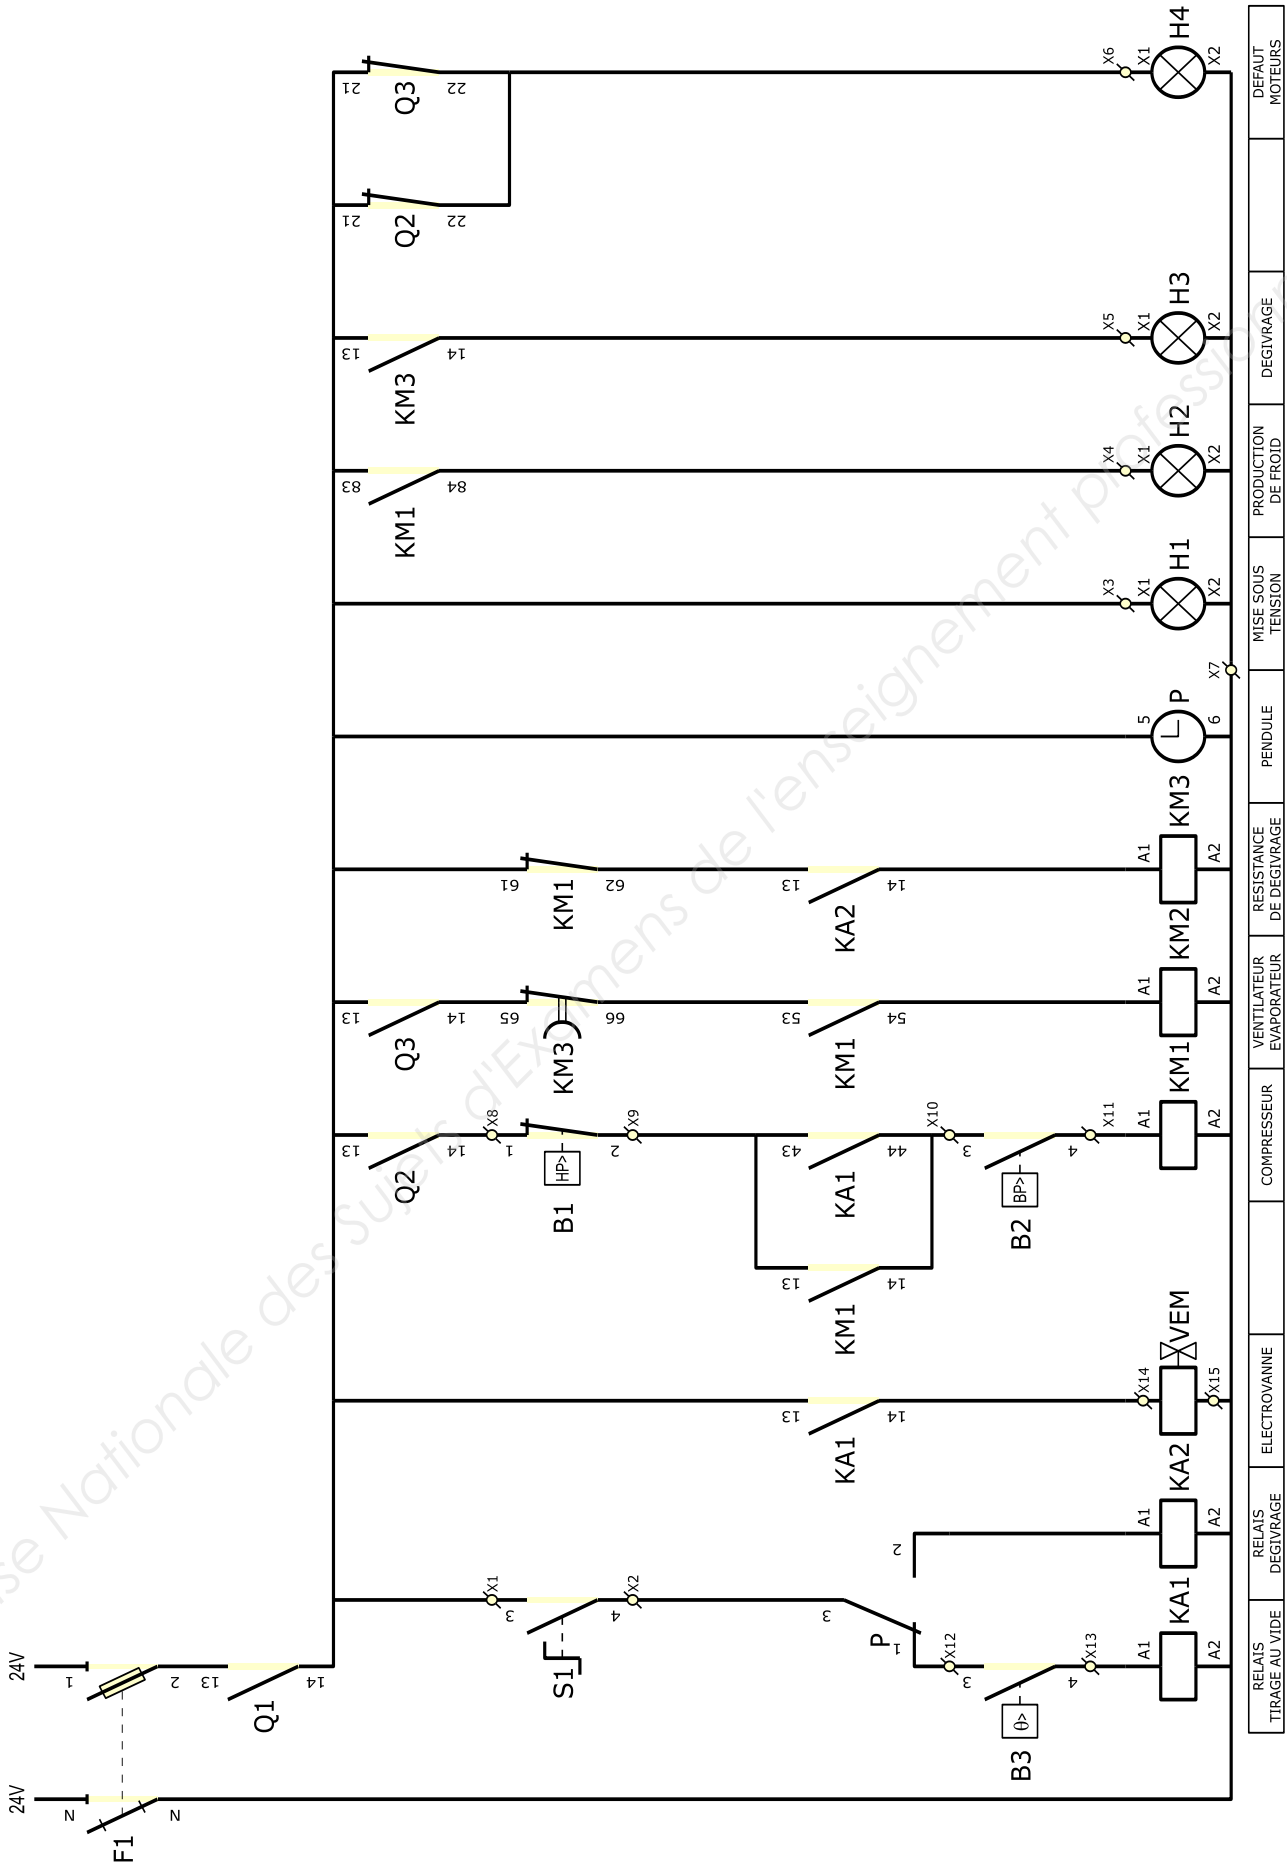 24V
24V
F1
N
N
1
2
Q1
13
14
S1
X1
3
4
X2
P
3
1
2
B3
θ>
X12
3
4
X13
A1
KA1
A2
A1
KA2
A2
KA1
13
14
X14
VEM
X15
KM1
13
14
Q2
13
14
X8
B1
HP>
1
2
X9
KA1
43
44
X10
B2
BP>
3
4
X11
A1
KM1
A2
Q3
13
14
KM3
65
66
KM1
53
54
A1
KM2
A2
KM1
61
62
KA2
13
14
A1
KM3
A2
5
P
6
X7
X3
X1
H1
X2
KM1
83
84
X4
X1
H2
X2
KM3
13
14
X5
X1
H3
X2
Q2
21
22
Q3
21
22
X6
X1
H4
X2
RELAIS
TIRAGE AU VIDE
RELAIS
DEGIVRAGE
ELECTROVANNE
COMPRESSEUR
VENTILATEUR
EVAPORATEUR
RESISTANCE
DE DEGIVRAGE
PENDULE
MISE SOUS
TENSION
PRODUCTION
DE FROID
DEGIVRAGE
DEFAUT
MOTEURS
Nationale des Sujets d'Examens de l'enseignement